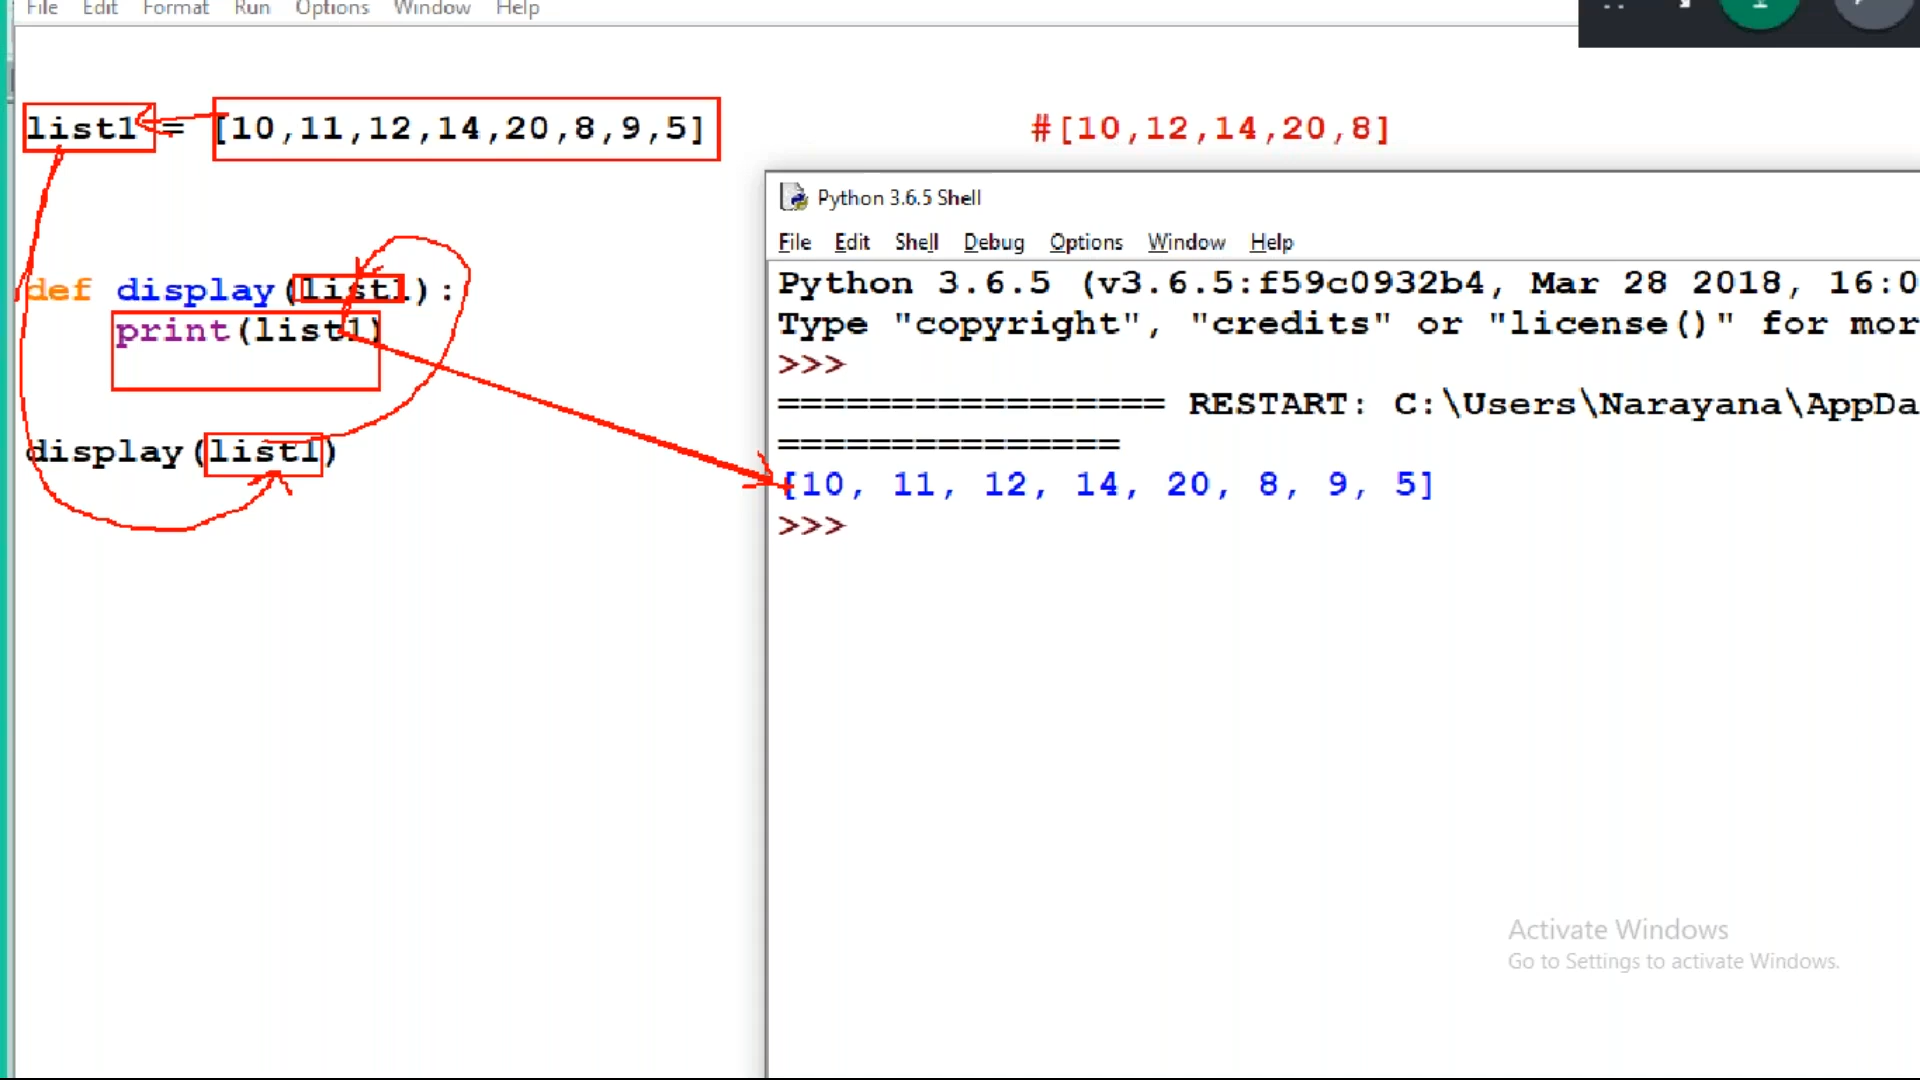 File Edit Format Run Options Window Help
list1 = [10,11,12,14,20,8,9,5] #[10,12,14,20,8]
def display(list1):
print(list1)
display(list1)
Python 3.6.5 Shell
File Edit Shell Debug Options Window Help
Python 3.6.5 (v3.6.5:f59c0932b4, Mar 28 2018, 16:0
Type "copyright", "credits" or "license()" for mor
>>>
================= RESTART: C:\Users\Narayana\AppDa
===============
[10, 11, 12, 14, 20, 8, 9, 5]
>>>
Activate Windows
Go to Settings to activate Windows.